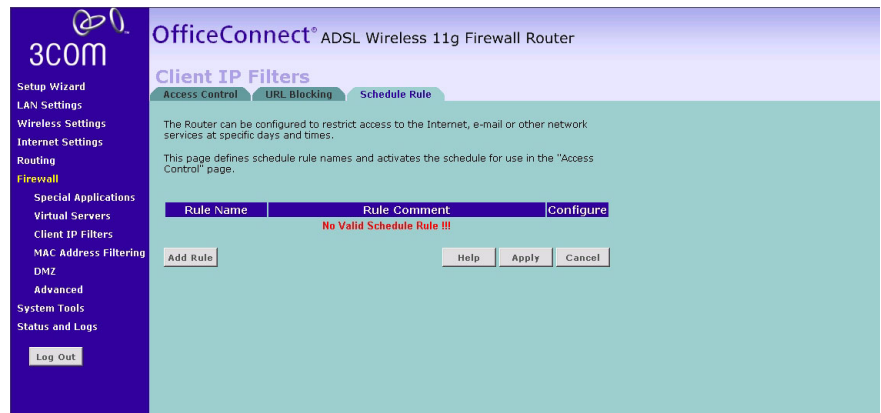 3COM
OfficeConnect® ADSL Wireless 11g Firewall Router
Client IP Filters
Access Control URL Blocking Schedule Rule
Setup Wizard
LAN Settings
Wireless Settings
Internet Settings
Routing
Firewall
Special Applications
Virtual Servers
Client IP Filters
MAC Address Filtering
DMZ
Advanced
System Tools
Status and Logs
Log Out
The Router can be configured to restrict access to the Internet, e-mail or other network
services at specific days and times.
This page defines schedule rule names and activates the schedule for use in the "Access
Control" page.
Rule Name Rule Comment Configure
No Valid Schedule Rule !!!
Add Rule Help Apply Cancel